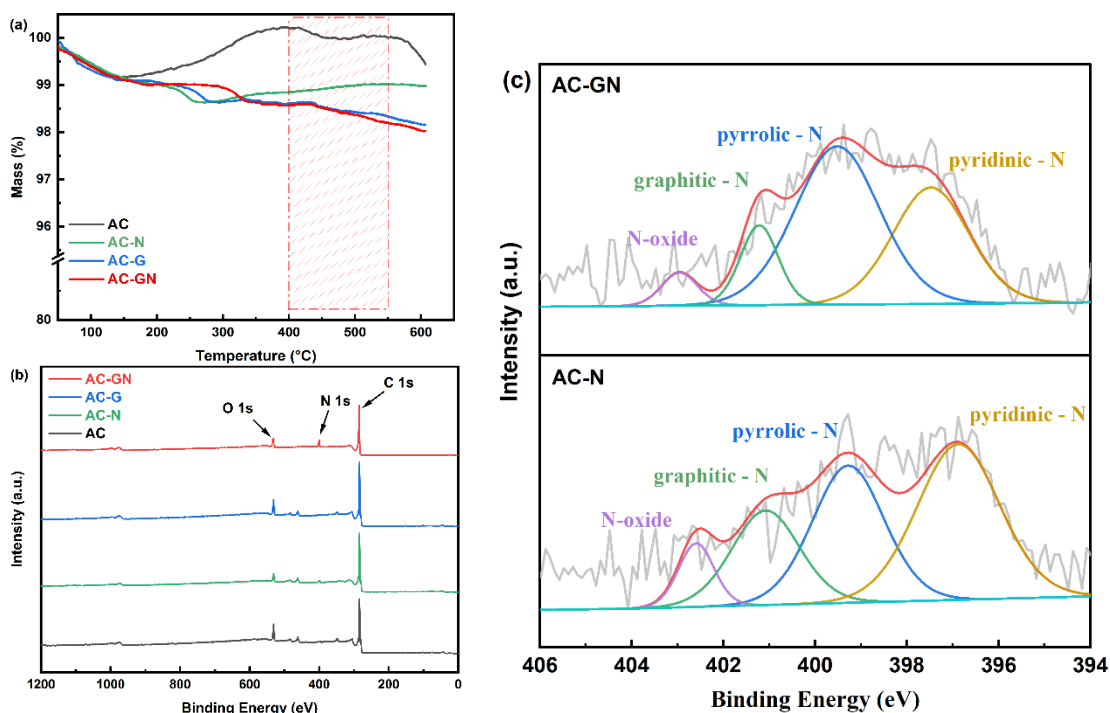 (a)
100
99
98
97
96
80
Mass (%)
AC
AC-N
AC-G
AC-GN
100 200 300 400 500 600
Temperature (°C)
(b)
AC-GN
AC-G
AC-N
AC
O 1s
N 1s
C 1s
Intensity (a.u.)
1200 1000 800 600 400 200 0
Binding Energy (eV)
(c)
AC-GN
pyrrolic - N
pyridinic - N
graphitic - N
N-oxide
AC-N
pyrrolic - N
pyridinic - N
graphitic - N
N-oxide
Intensity (a.u.)
406 404 402 400 398 396 394
Binding Energy (eV)